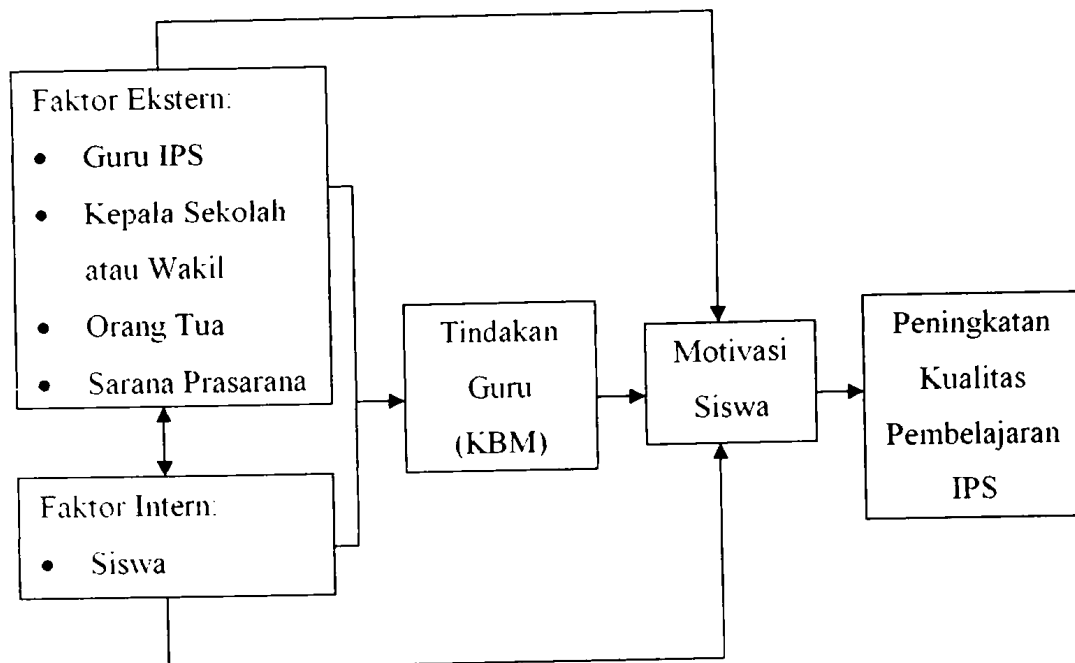 Faktor Ekstern:
• Guru IPS
• Kepala Sekolah
atau Wakil
• Orang Tua
• Sarana Prasarana
Faktor Intern:
• Siswa
Tindakan
Guru
(KBM)
Motivasi
Siswa
Peningkatan
Kualitas
Pembelajaran
IPS